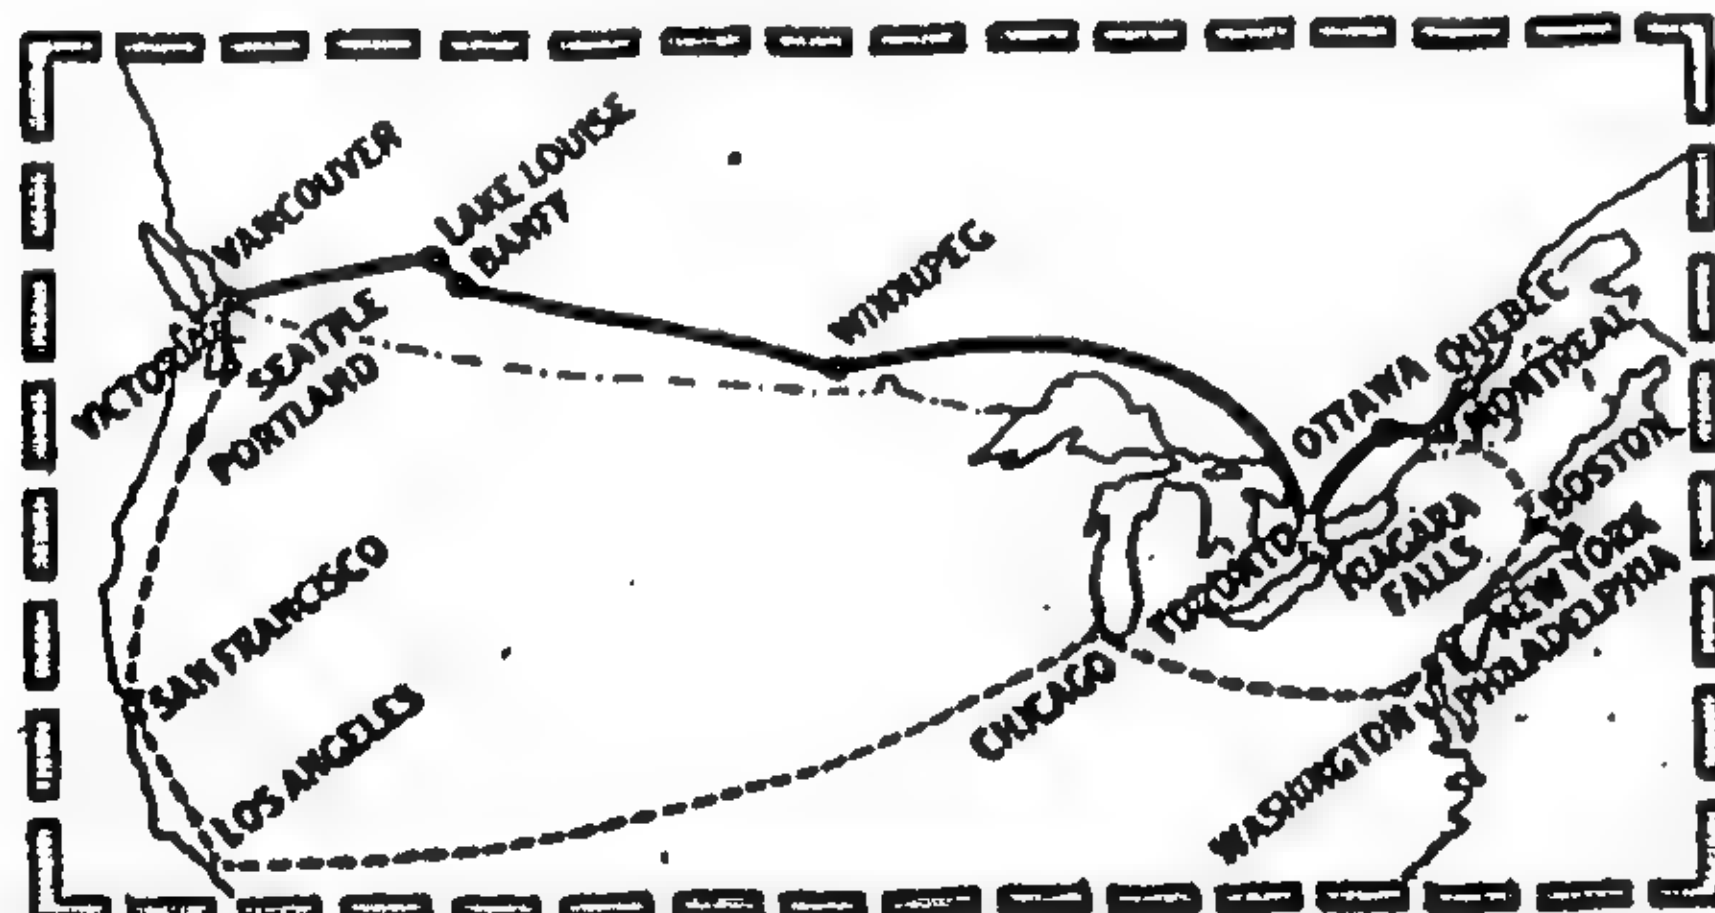 VANCOUVER
LAKE LOUISE
BANFF
WINNIPEG
VICTORIA
SEATTLE
PORTLAND
OTTAWA
QUEBEC
MONTREAL
BOSTON
SAN FRANCISCO
TORONTO
NIAGARA
FALLS
NEW YORK
PHILADELPHIA
LOS ANGELES
CHICAGO
WASHINGTON